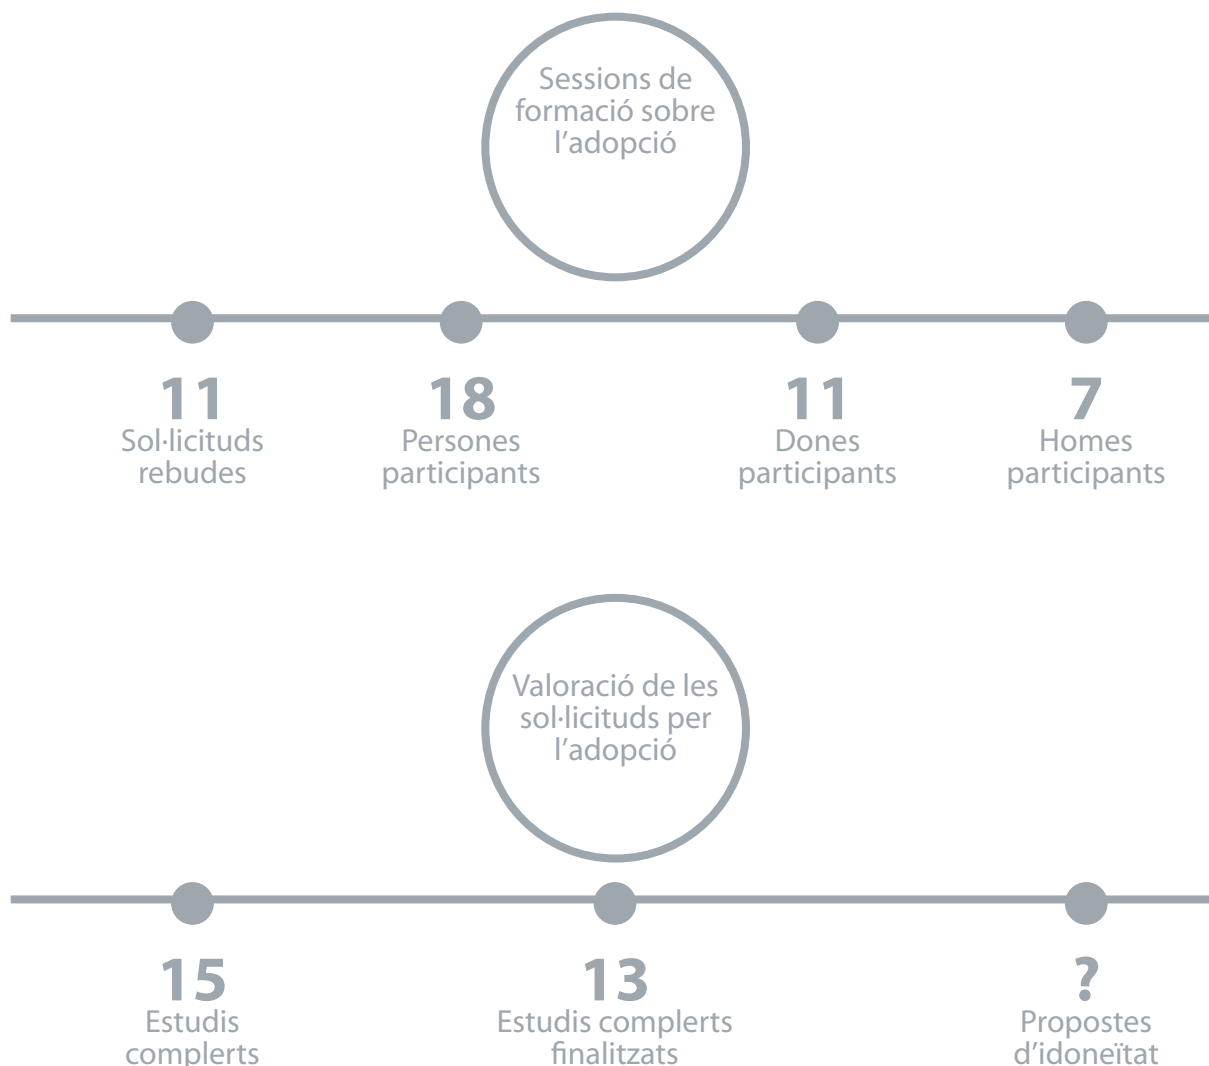 Sessions de
formació sobre
l’adopció
11
Sol·licituds
rebudes
18
Persones
participants
11
Dones
participants
7
Homes
participants
Valoració de les
sol·licituds per
l’adopció
15
Estudis
complerts
13
Estudis complerts
finalitzats
?
Propostes
d’idoneïtat